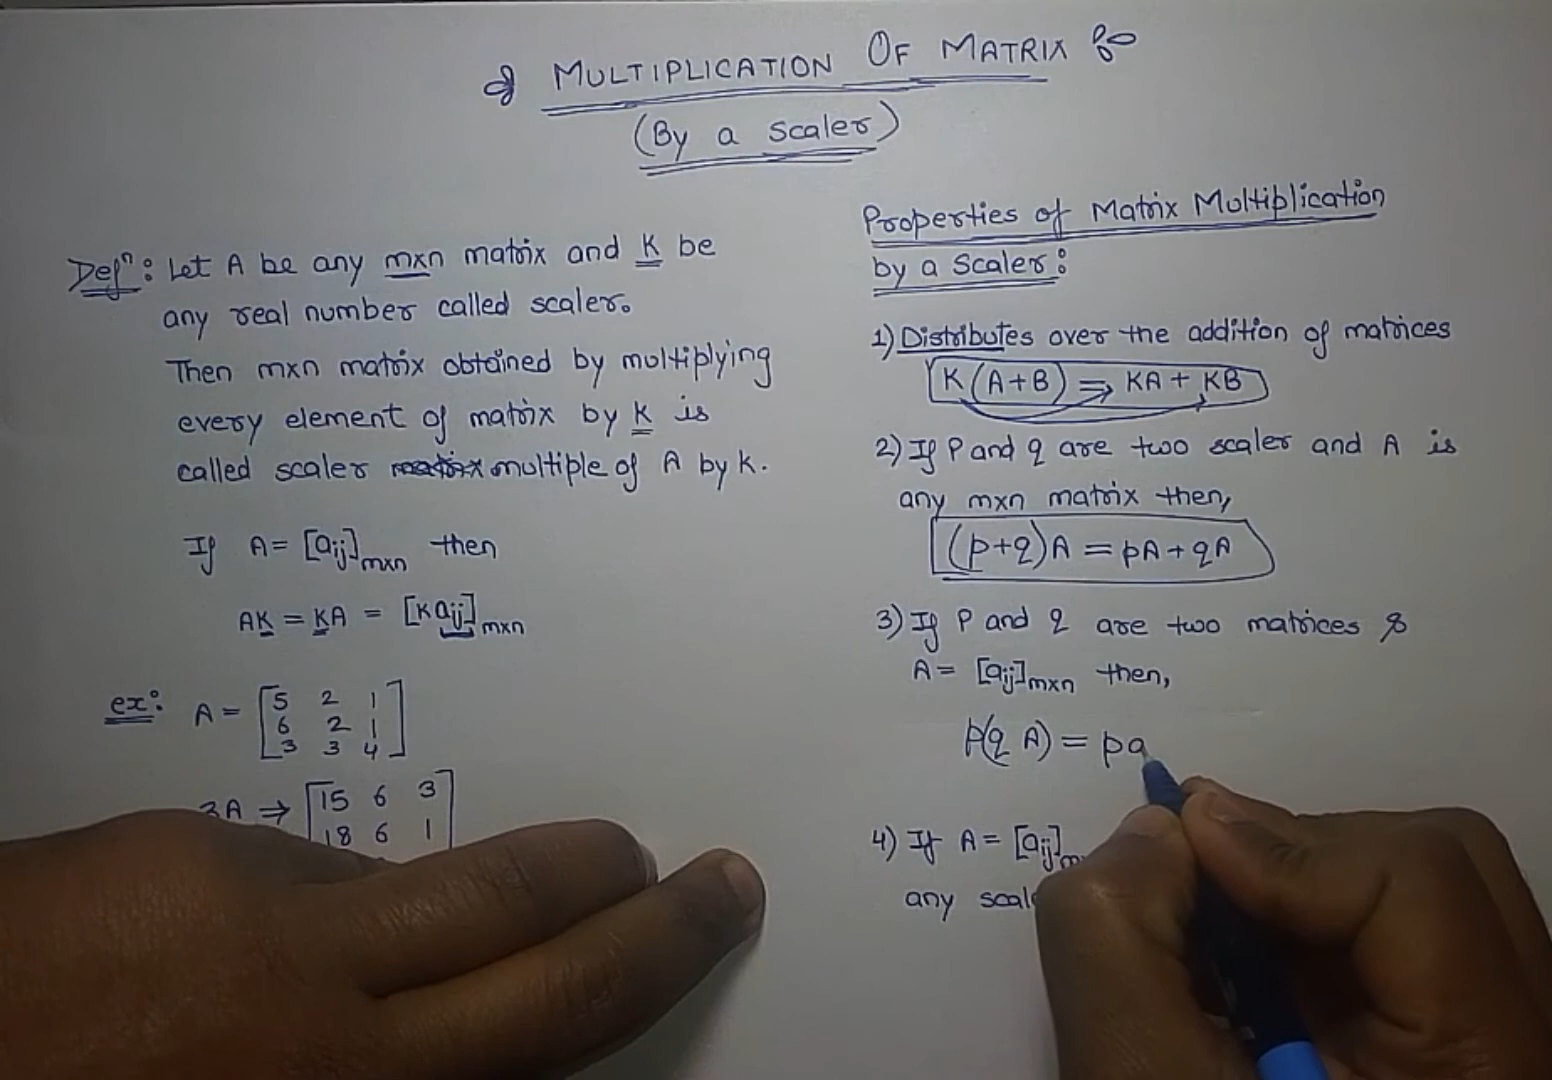 MULTIPLICATION OF MATRIX
(By a scaler)
Defⁿ: Let A be any mxn matrix and K be
any real number called scaler.
Then mxn matrix obtained by multiplying
every element of matrix by K is
called scaler matrix multiple of A by K.
If A = [aij]mxn then
AK = KA = [Kaij]mxn
ex: A = [5 2 1
6 2 1
3 3 4]
3A ⇒ [15 6 3]
18 6 1
Properties of Matrix Multiplication
by a Scaler:
1) Distributes over the addition of matrices
K(A+B) ⇒ KA + KB
2) If P and q are two scaler and A is
any mxn matrix then,
(p+q)A = pA + qA
3) If P and q are two matrices &
A = [aij]mxn then,
p(q A) = pq
4) If A = [aij]m
any